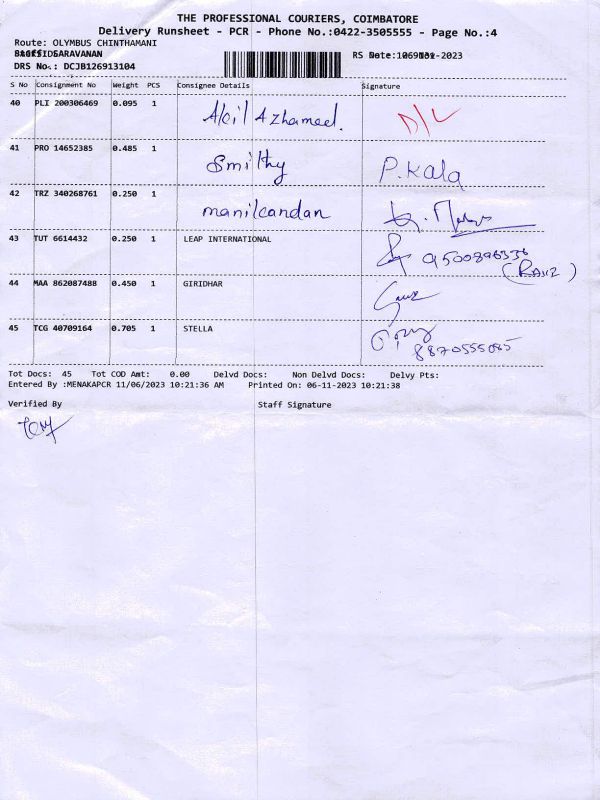 THE PROFESSIONAL COURIERS, COIMBATORE
Delivery Runsheet - PCR - Phone No.:0422-3505555 - Page No.:4
Route: OLYMBUS CHINTHAMANI
SARAVANAN
DRS No.: DCJB126913104
RS -2023
S No Consignment No Weight PCS Consignee Details Signature
40 PLI 200306469 0.095 1 Akil Azhameed. D/L
41 PRO 14652385 0.485 1 Smithy P.Kala
42 TRZ 340268761 0.250 1 manikandan
43 TUT 6614432 0.250 1 LEAP INTERNATIONAL 9500896336
44 MAA 862087488 0.450 1 GIRIDHAR
45 TCG 40709164 0.705 1 STELLA
8870555085
Tot Docs: 45 Tot COD Amt: 0.00 Delvd Docs: Non Delvd Docs: Delvy Pts:
Entered By :MENAKAPCR 11/06/2023 10:21:36 AM Printed On: 06-11-2023 10:21:38
Verified By Staff Signature